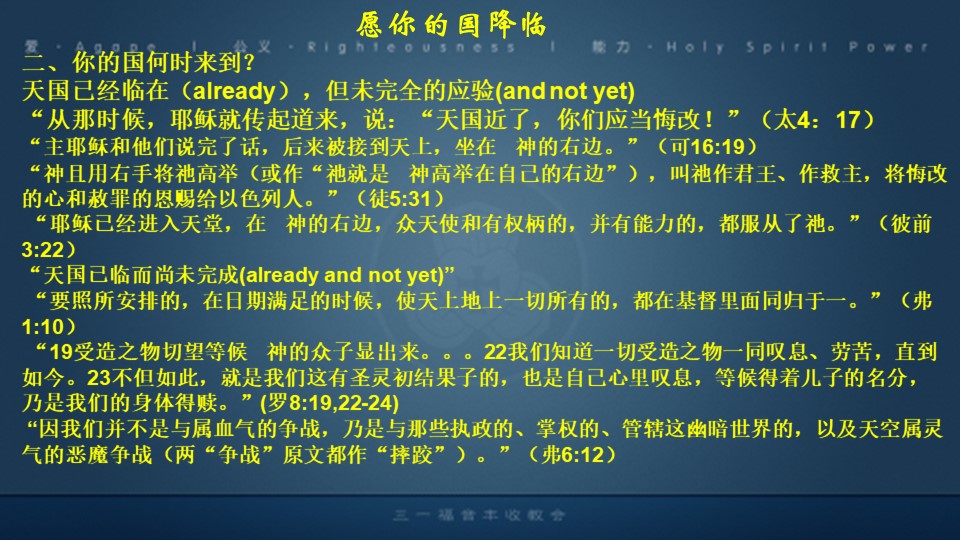 愿你的国降临
爱·Agape | 公义·Righteousness | 能力·Holy Spirit Power
二、你的国何时来到？
天国已经临在（already），但未完全的应验(and not yet)
“从那时候，耶稣就传起道来，说：“天国近了，你们应当悔改！”（太4：17）
“主耶稣和他们说完了话，后来被接到天上，坐在　神的右边。”（可16:19）
“神且用右手将祂高举（或作“祂就是　神高举在自己的右边”），叫祂作君王、作救主，将悔改
的心和赦罪的恩赐给以色列人。”（徒5:31）
“耶稣已经进入天堂，在　神的右边，众天使和有权柄的，并有能力的，都服从了祂。”（彼前
3:22）
“天国已临而尚未完成(already and not yet)”
“要照所安排的，在日期满足的时候，使天上地上一切所有的，都在基督里面同归于一。”（弗
1:10）
“19受造之物切望等候　神的众子显出来。。。22我们知道一切受造之物一同叹息、劳苦，直到
如今。23不但如此，就是我们这有圣灵初结果子的，也是自己心里叹息，等候得着儿子的名分，
乃是我们的身体得赎。”(罗8:19,22-24)
“因我们并不是与属血气的争战，乃是与那些执政的、掌权的、管辖这幽暗世界的，以及天空属灵
气的恶魔争战（两“争战”原文都作“摔跤”）。”（弗6:12）
三一福音丰收教会